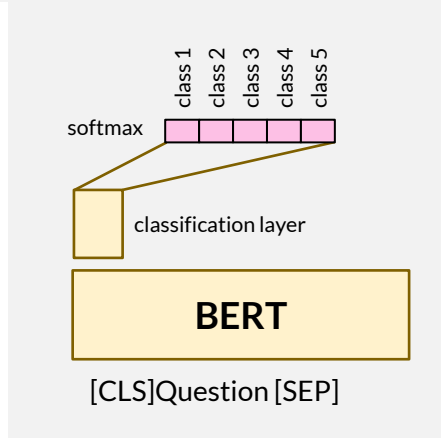 class 1
class 2
class 3
class 4
class 5
softmax
classification layer
BERT
[CLS]Question [SEP]